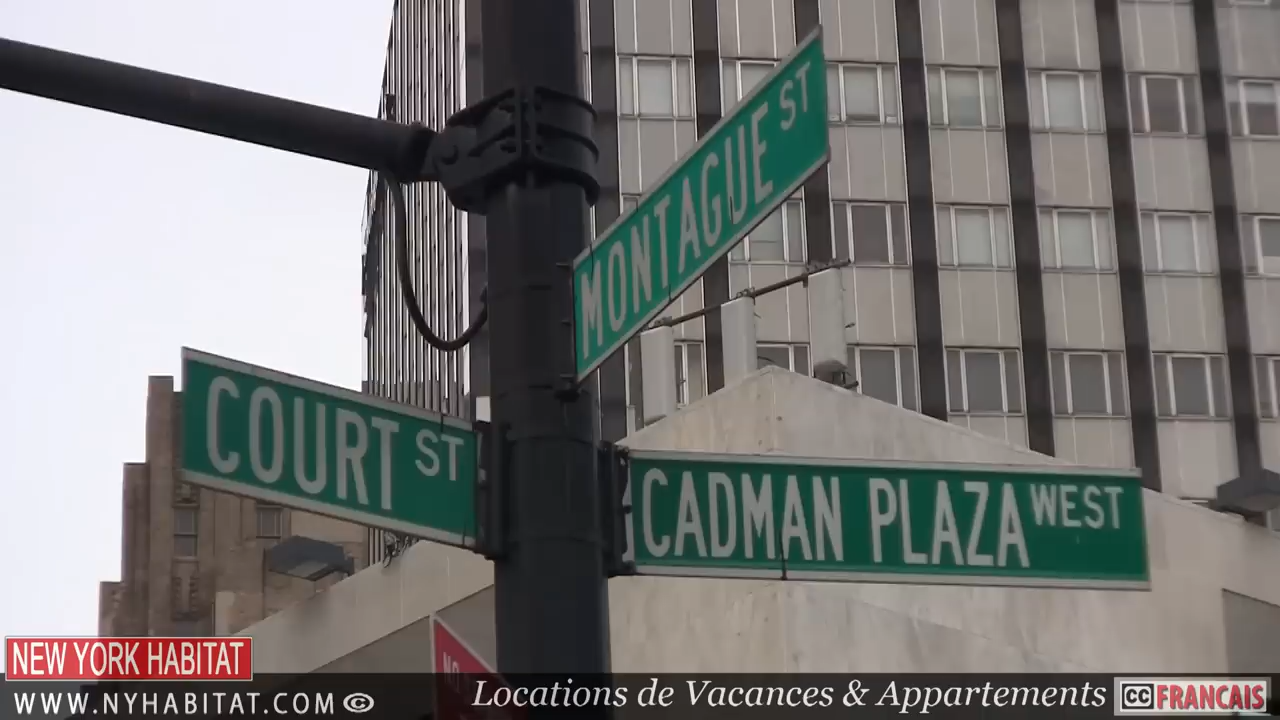 MONTAGUE ST
COURT ST
CADMAN PLAZA WEST
NO
NEW YORK HABITAT
WWW.NYHABITAT.COM ©
Locations de Vacances & Appartements
CC FRANCAIS